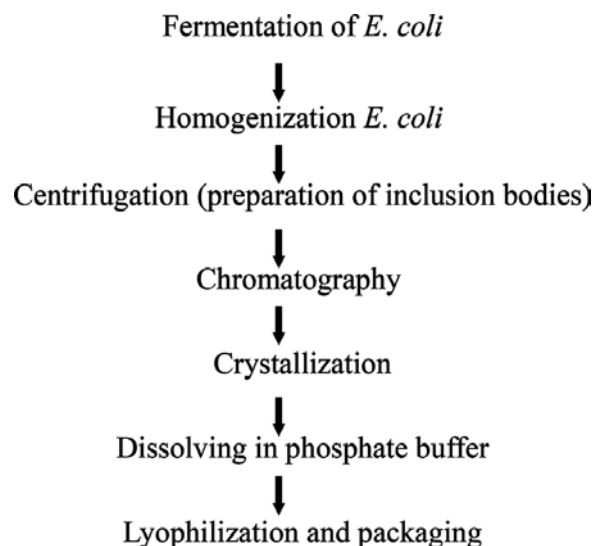 Fermentation of E. coli
Homogenization E. coli
Centrifugation (preparation of inclusion bodies)
Chromatography
Crystallization
Dissolving in phosphate buffer
Lyophilization and packaging